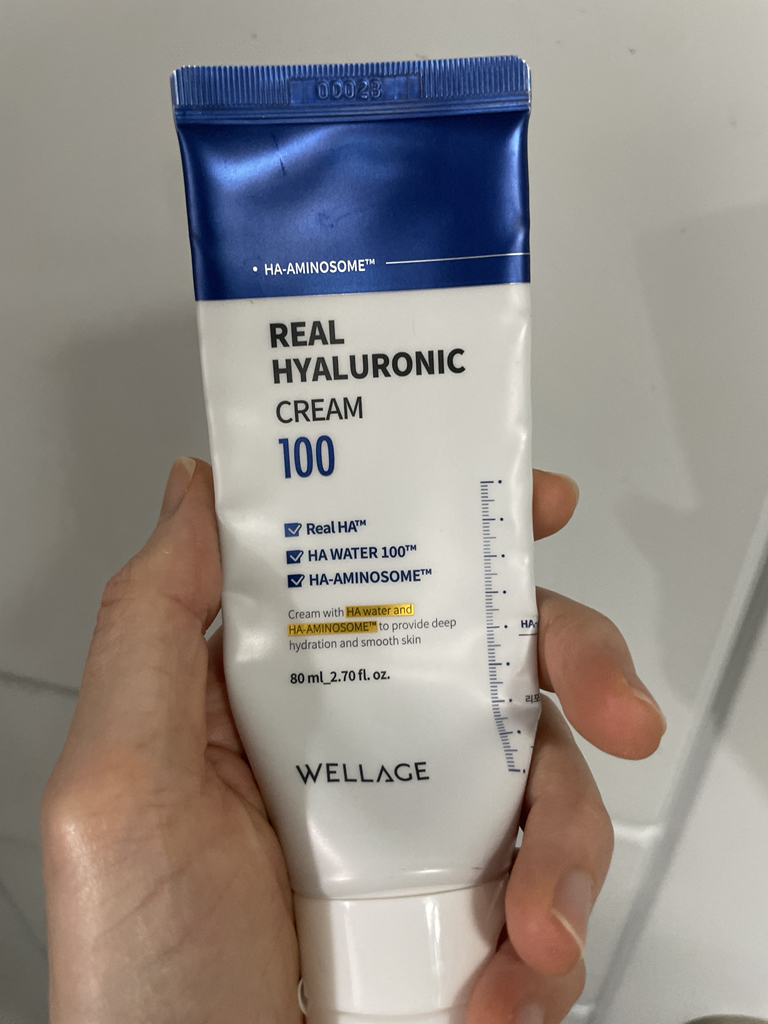 00023
• HA-AMINOSOME™
REAL
HYALURONIC
CREAM
100
Real HA™
HA WATER 100™
HA-AMINOSOME™
Cream with HA water and
HA-AMINOSOME™ to provide deep
hydration and smooth skin
80 ml_2.70 fl. oz.
HA-
WELLAGE